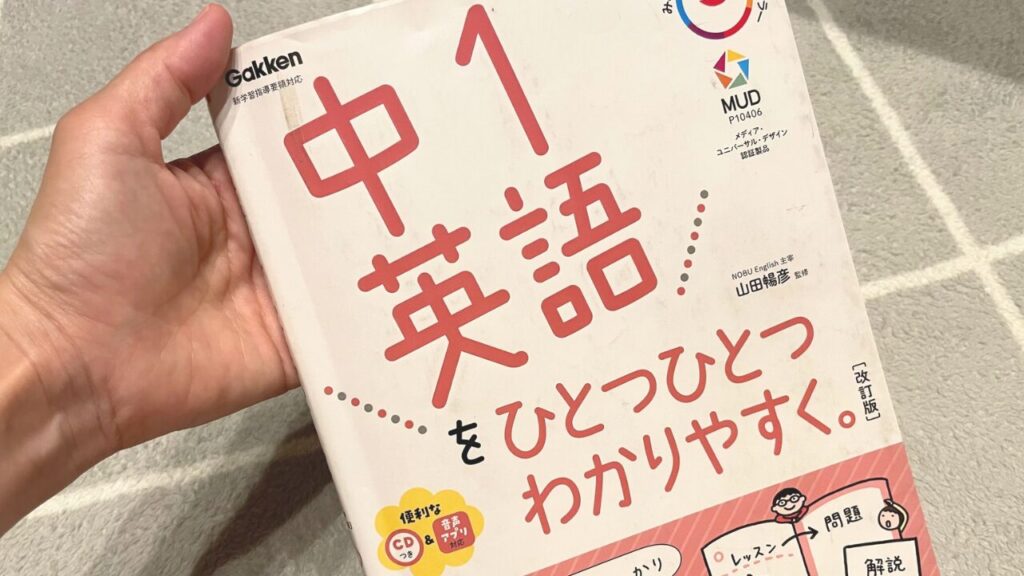 Gakken
新学習指導要領対応
中1
英語
を
ひとつひとつ
わかりやすく。
[改訂版]
MUD
P10406
メディア・
ユニバーサル・デザイン
認証製品
NOBU English 主宰
山田暢彦 監修
便利な
CD
つき
&
音声
アプリ
対応
レッスン
問題
解説